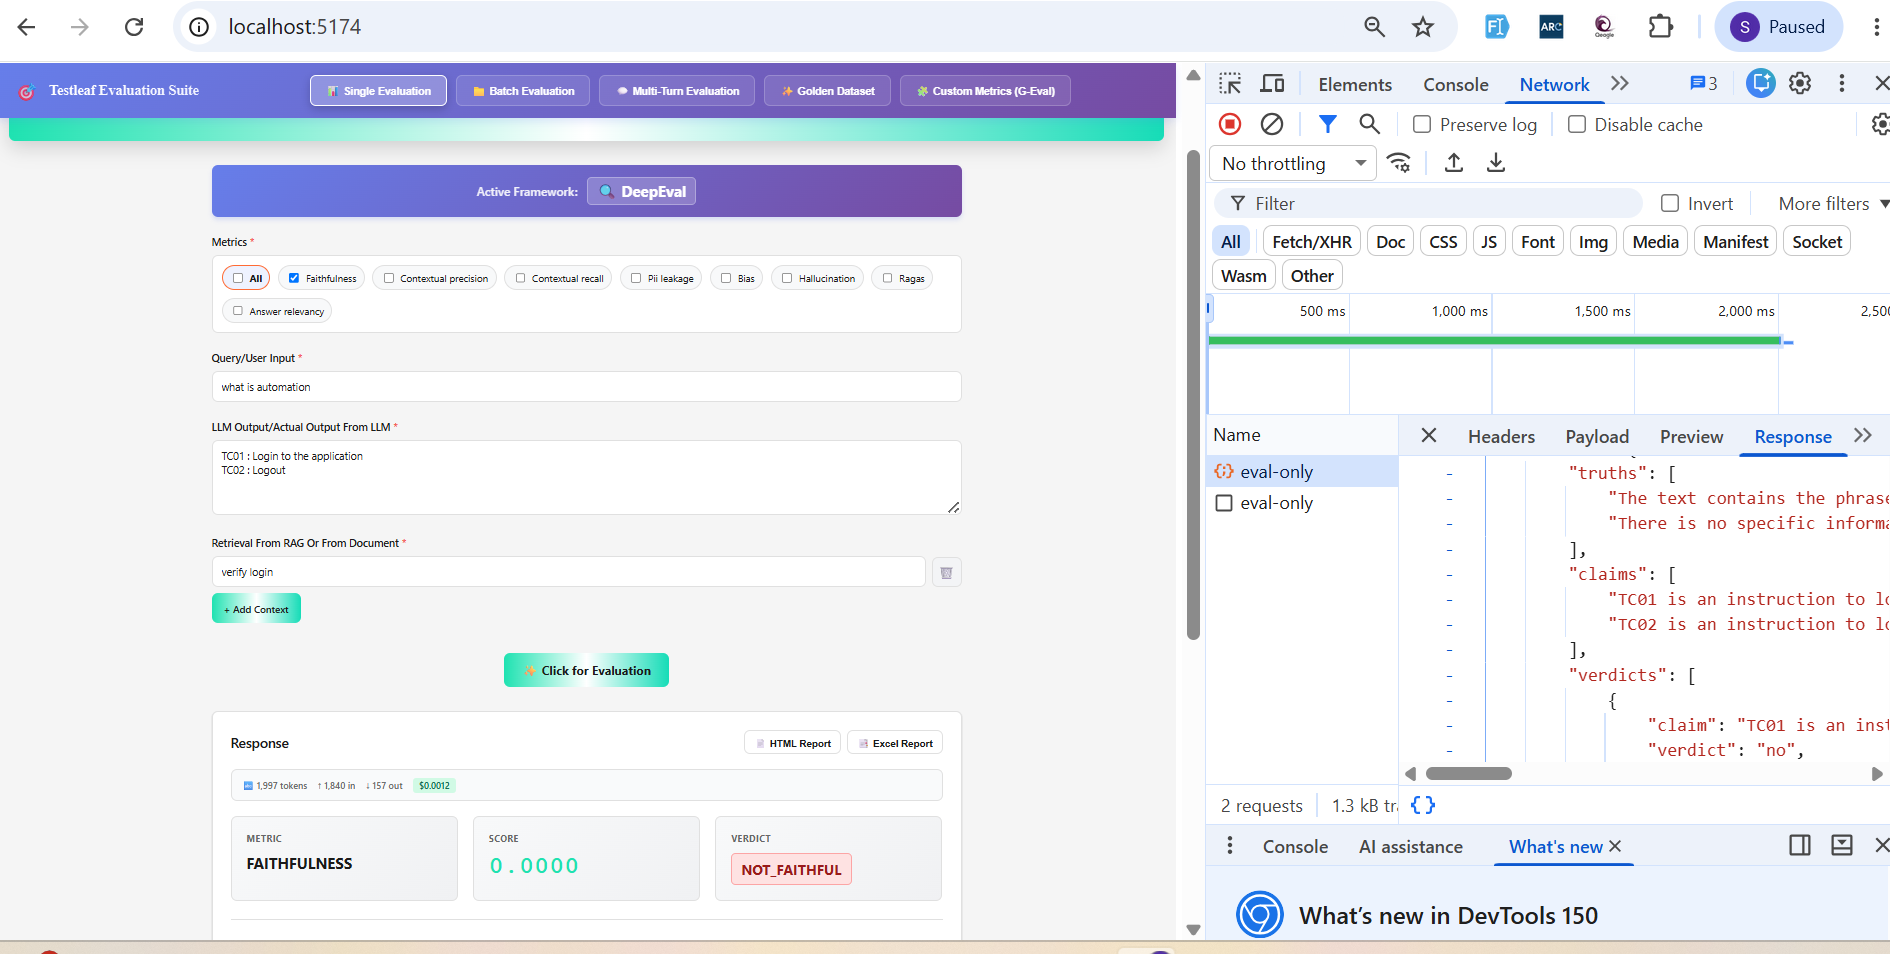 localhost:5174
S Paused
Testleaf Evaluation Suite
Single Evaluation
Batch Evaluation
Multi-Turn Evaluation
Golden Dataset
Custom Metrics (G-Eval)
Active Framework: DeepEval
Metrics *
All Faithfulness Contextual precision Contextual recall Pii leakage Bias Hallucination Ragas
Answer relevancy
Query/User Input *
what is automation
LLM Output/Actual Output From LLM *
TC01 : Login to the application
TC02 : Logout
Retrieval From RAG Or From Document *
verify login
+ Add Context
Click for Evaluation
Response
HTML Report
Excel Report
1,997 tokens ↑ 1,840 in ↓ 157 out $0.0012
METRIC
FAITHFULNESS
SCORE
0.0000
VERDICT
NOT_FAITHFUL
Elements Console Network 3
Preserve log Disable cache
No throttling
Filter Invert More filters
All Fetch/XHR Doc CSS JS Font Img Media Manifest Socket
Wasm Other
500 ms 1,000 ms 1,500 ms 2,000 ms 2,50
Name
eval-only
eval-only
Headers Payload Preview Response
"truths": [
"The text contains the phrase
"There is no specific informa
],
"claims": [
"TC01 is an instruction to lo
"TC02 is an instruction to lo
],
"verdicts": [
{
"claim": "TC01 is an inst
"verdict": "no",
2 requests 1.3 kB tr
{}
Console AI assistance What's new
What's new in DevTools 150